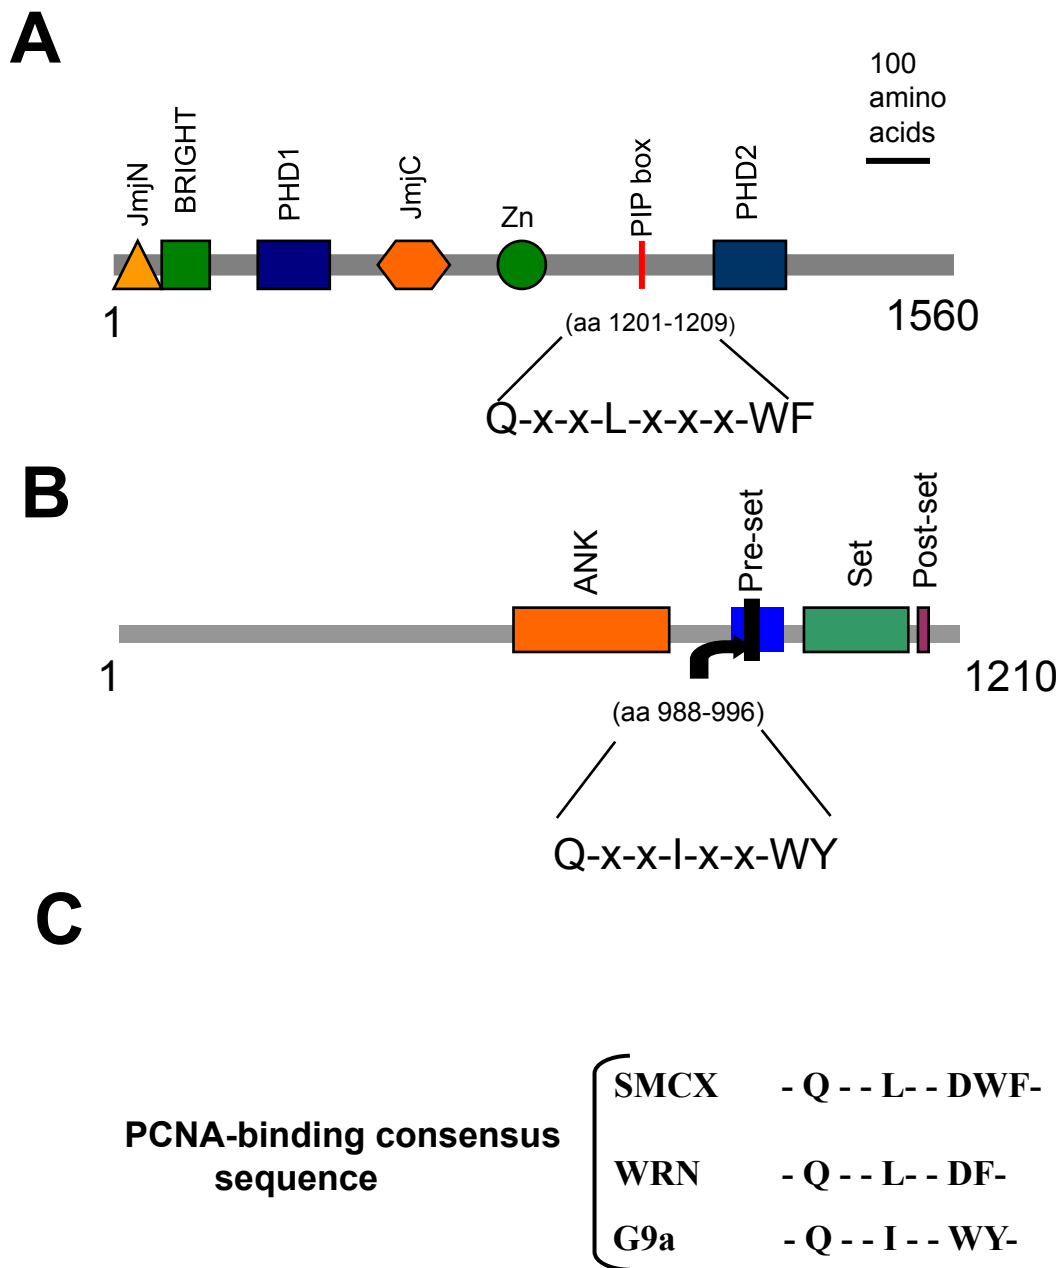 A
100
amino
acids
JmjN
BRIGHT
PHD1
JmjC
Zn
PIP box
PHD2
1
(aa 1201-1209)
1560
Q-x-x-L-x-x-x-WF
B
ANK
Pre-set
Set
Post-set
1
1210
(aa 988-996)
Q-x-x-I-x-x-WY
C
PCNA-binding consensus
sequence
SMCX - Q - - L- - DWF-
WRN - Q - - L- - DF-
G9a - Q - - I - - WY-